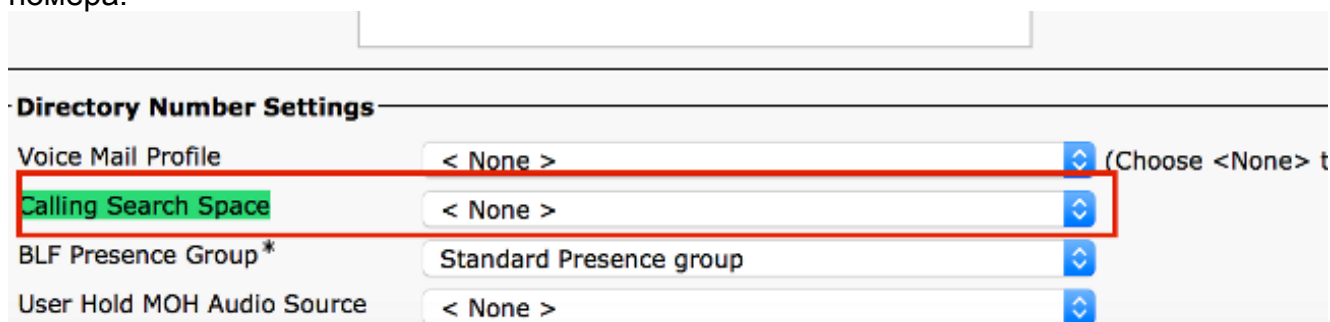 номера.
Directory Number Settings
Voice Mail Profile < None > (Choose <None> t
Calling Search Space < None >
BLF Presence Group* Standard Presence group
User Hold MOH Audio Source < None >